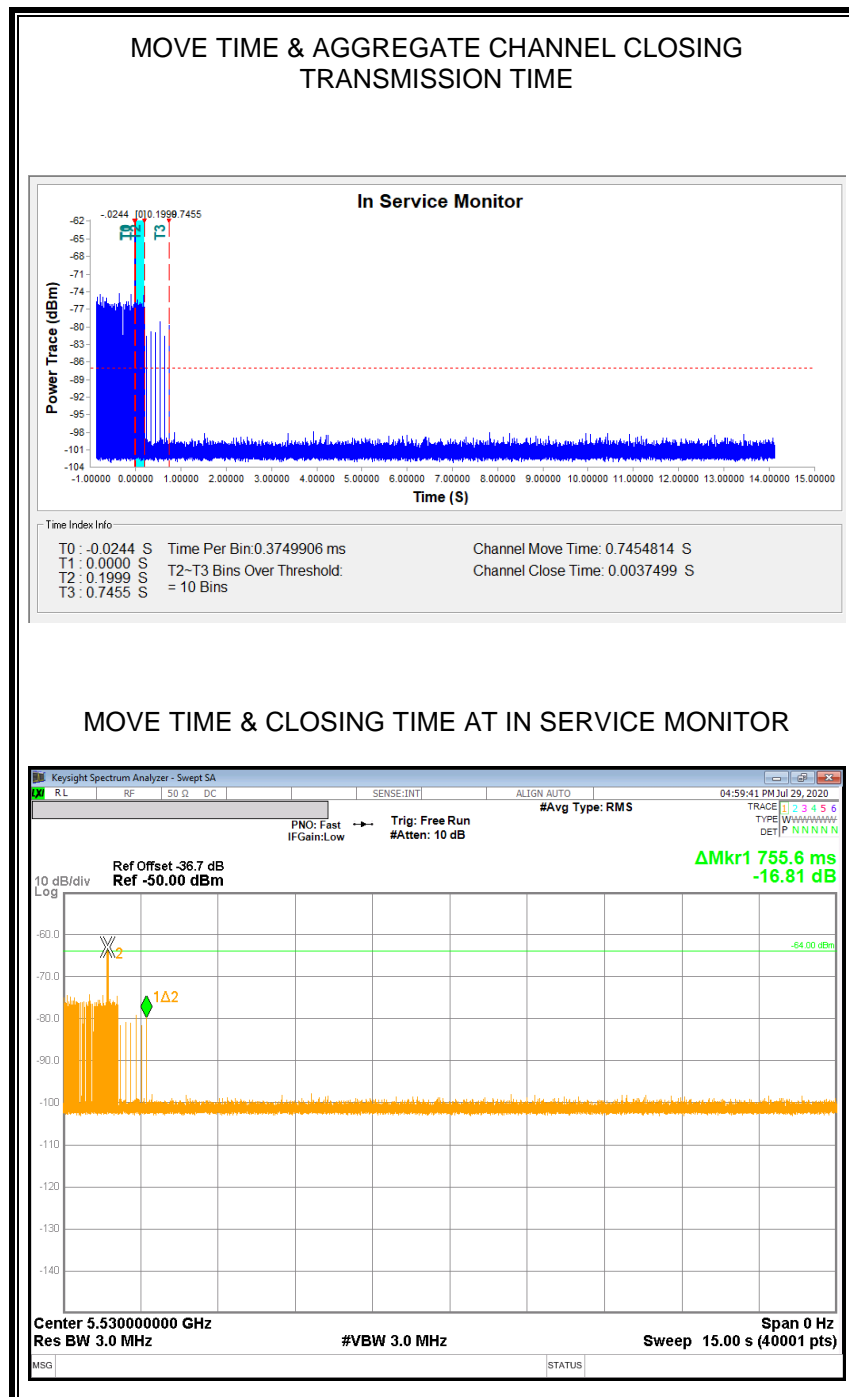 MOVE TIME & AGGREGATE CHANNEL CLOSING
TRANSMISSION TIME
In Service Monitor
-.0244 [0]0.1999.7455
T2 T3
Power Trace (dBm)
-62
-65
-68
-71
-74
-77
-80
-83
-86
-89
-92
-95
-98
-101
-104
-1.00000 0.00000 1.00000 2.00000 3.00000 4.00000 5.00000 6.00000 7.00000 8.00000 9.00000 10.00000 11.00000 12.00000 13.00000 14.00000 15.00000
Time (S)
Time Index Info
T0 : -0.0244 S
T1 : 0.0000 S
T2 : 0.1999 S
T3 : 0.7455 S
Time Per Bin:0.3749906 ms
T2~T3 Bins Over Threshold:
= 10 Bins
Channel Move Time: 0.7454814 S
Channel Close Time: 0.0037499 S
MOVE TIME & CLOSING TIME AT IN SERVICE MONITOR
Keysight Spectrum Analyzer - Swept SA
LXI RL RF 50 Ω DC SENSE:INT ALIGN AUTO 04:59:41 PM Jul 29, 2020
#Avg Type: RMS
TRACE 1 2 3 4 5 6
TYPE WWWWWW
DET P N N N N N
PNO: Fast
IFGain:Low
Trig: Free Run
#Atten: 10 dB
ΔMkr1 755.6 ms
-16.81 dB
Ref Offset -36.7 dB
Ref -50.00 dBm
10 dB/div
Log
-60.0
-70.0
-80.0
-90.0
-100
-110
-120
-130
-140
2
1Δ2
-64.00 dBm
Center 5.530000000 GHz
Span 0 Hz
Res BW 3.0 MHz
#VBW 3.0 MHz
Sweep 15.00 s (40001 pts)
MSG
STATUS